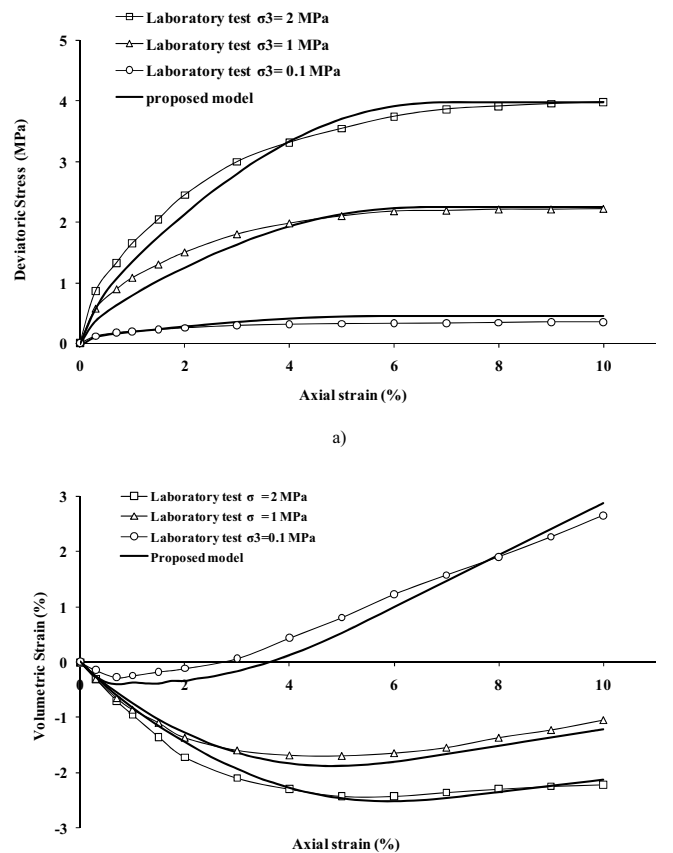 Laboratory test σ3= 2 MPa
Laboratory test σ3= 1 MPa
Laboratory test σ3= 0.1 MPa
proposed model
5
4
3
2
1
0
Deviatoric Stress (MPa)
0 2 4 6 8 10
Axial strain (%)
a)
Laboratory test σ =2 MPa
Laboratory test σ =1 MPa
Laboratory test σ3=0.1 MPa
Proposed model
3
2
1
0
-1
-2
-3
Volumetric Strain (%)
0 2 4 6 8 10
Axial strain (%)